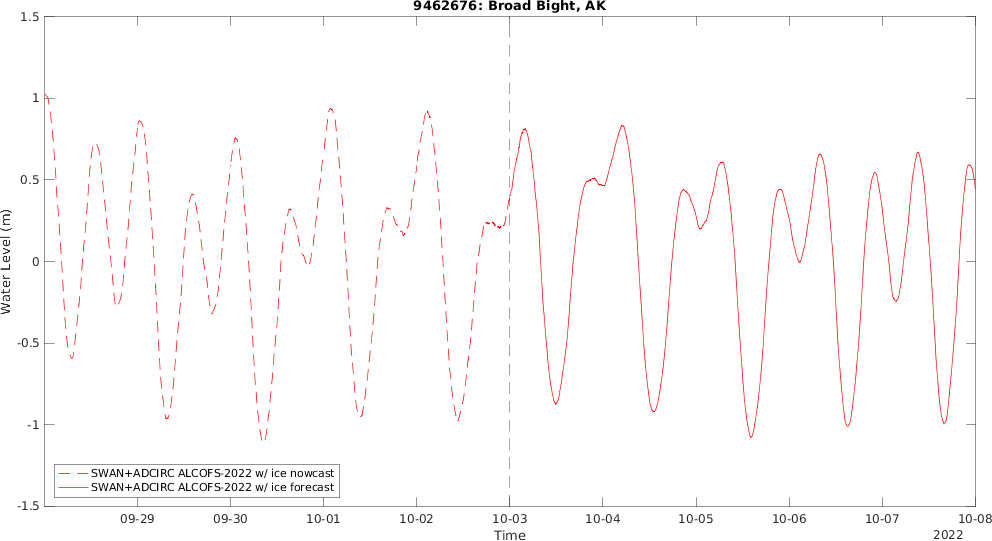 9462676: Broad Bight, AK
1.5
1
0.5
0
-0.5
-1
-1.5
Water Level (m)
SWAN+ADCIRC ALCOFS-2022 w/ ice nowcast
SWAN+ADCIRC ALCOFS-2022 w/ ice forecast
09-29 09-30 10-01 10-02 10-03 10-04 10-05 10-06 10-07 10-08
Time
2022